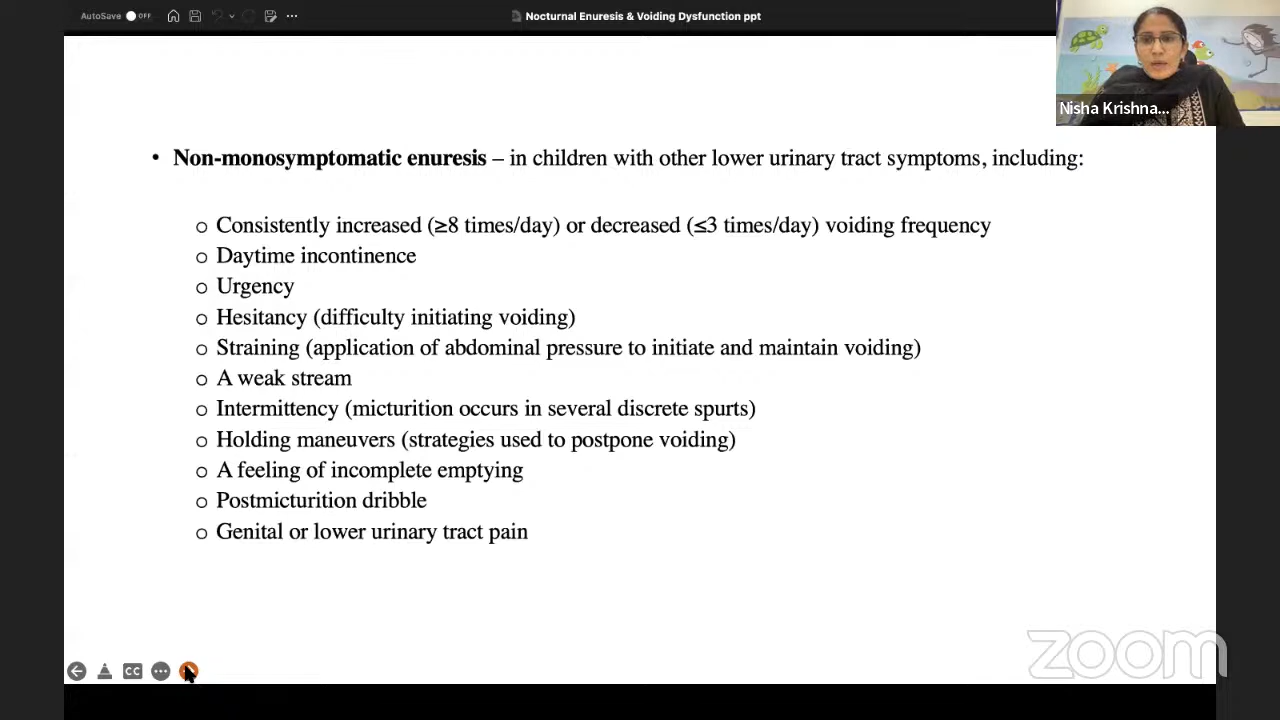 AutoSave OFF
Nocturnal Enuresis & Voiding Dysfunction ppt
Nisha Krishna...
• Non-monosymptomatic enuresis – in children with other lower urinary tract symptoms, including:
o Consistently increased (≥8 times/day) or decreased (≤3 times/day) voiding frequency
o Daytime incontinence
o Urgency
o Hesitancy (difficulty initiating voiding)
o Straining (application of abdominal pressure to initiate and maintain voiding)
o A weak stream
o Intermittency (micturition occurs in several discrete spurts)
o Holding maneuvers (strategies used to postpone voiding)
o A feeling of incomplete emptying
o Postmicturition dribble
o Genital or lower urinary tract pain
CC
zoom